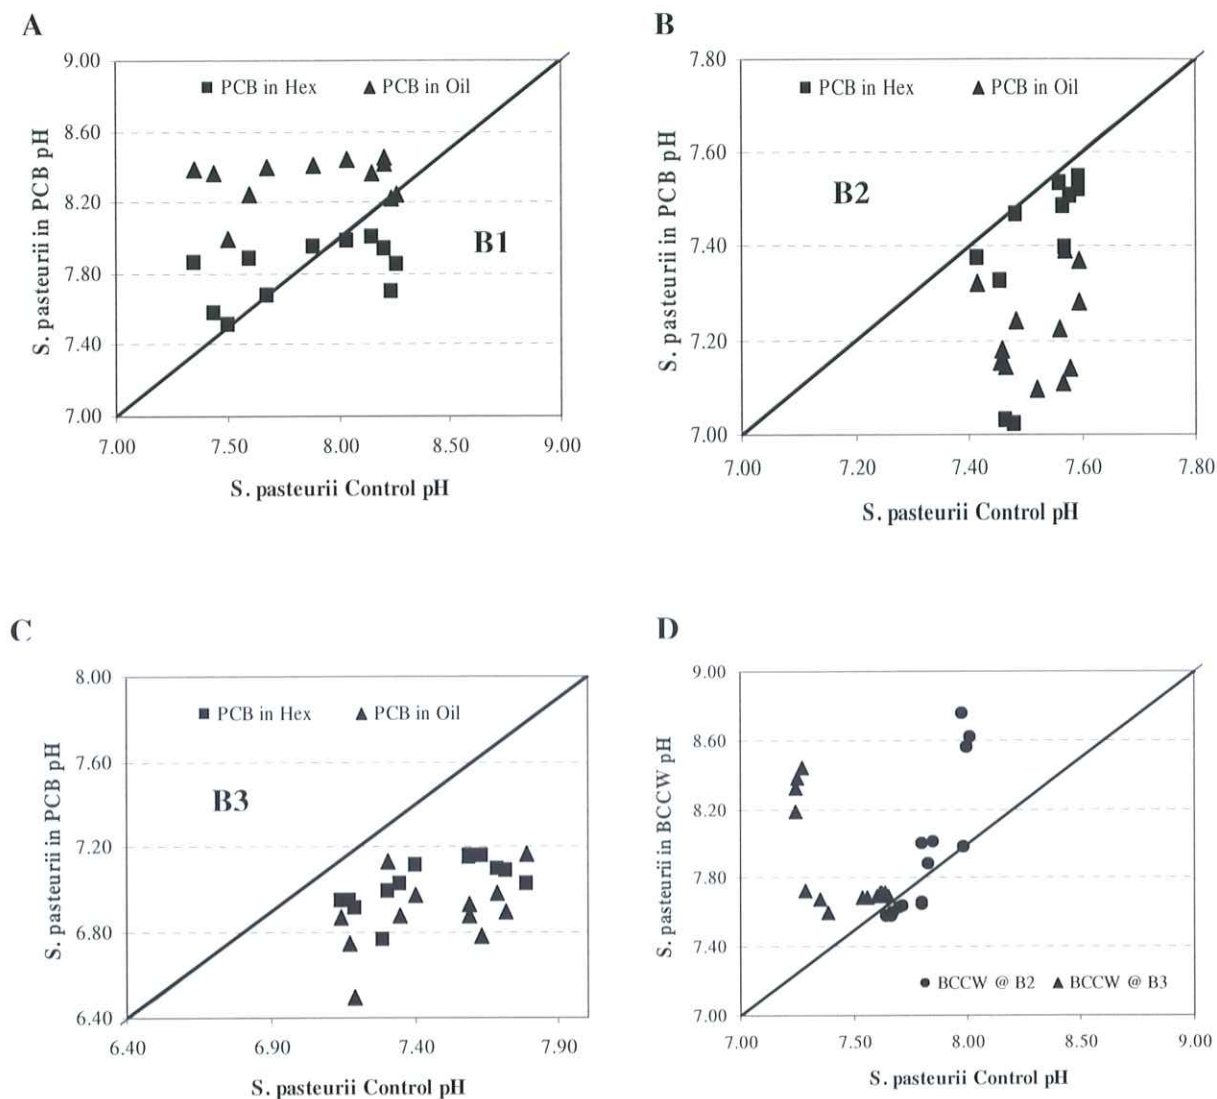 A
S. pasteurii in PCB pH
9.00
8.60
8.20
7.80
7.40
7.00
PCB in Hex
PCB in Oil
B1
7.00
7.50
8.00
8.50
9.00
S. pasteurii Control pH
B
S. pasteurii in PCB pH
7.80
7.60
7.40
7.20
7.00
PCB in Hex
PCB in Oil
B2
7.00
7.20
7.40
7.60
7.80
S. pasteurii Control pH
C
S. pasteurii in PCB pH
8.00
7.60
7.20
6.80
6.40
PCB in Hex
PCB in Oil
B3
6.40
6.90
7.40
7.90
S. pasteurii Control pH
D
S. pasteurii in BCCW pH
9.00
8.60
8.20
7.80
7.40
7.00
BCCW @ B2
BCCW @ B3
7.00
7.50
8.00
8.50
9.00
S. pasteurii Control pH